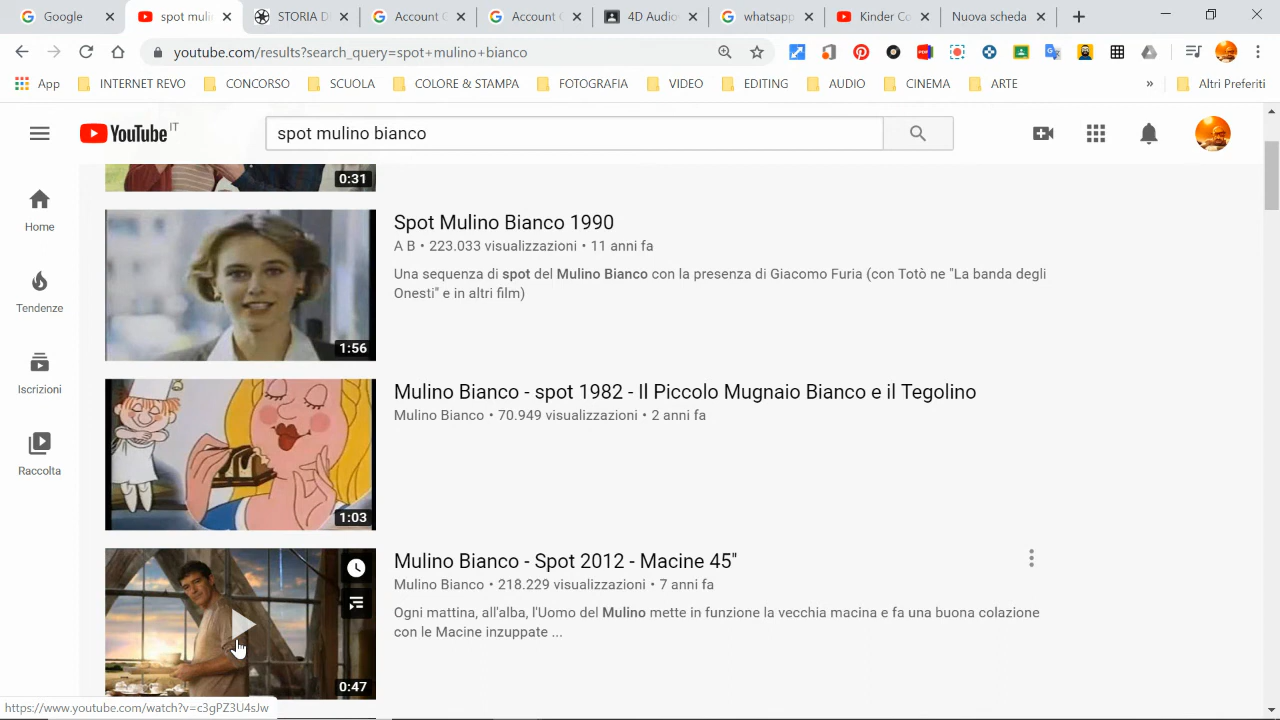 Google
spot muli
STORIA D
Account G
Account G
4D Audio
whatsapp
Kinder Co
Nuova scheda
youtube.com/results?search_query=spot+mulino+bianco
App
INTERNET REVO
CONCORSO
SCUOLA
COLORI & STAMPA
FOTOGRAFIA
VIDEO
EDITING
AUDIO
CINEMA
ARTE
»
Altri Preferiti
YouTube IT
spot mulino bianco
Home
Tendenze
Iscrizioni
Raccolta
0:31
Spot Mulino Bianco 1990
A B • 223.033 visualizzazioni • 11 anni fa
Una sequenza di spot del Mulino Bianco con la presenza di Giacomo Furia (con Totò ne "La banda degli
Onesti" e in altri film)
1:56
Mulino Bianco - spot 1982 - Il Piccolo Mugnaio Bianco e il Tegolino
Mulino Bianco • 70.949 visualizzazioni • 2 anni fa
1:03
Mulino Bianco - Spot 2012 - Macine 45"
Mulino Bianco • 218.229 visualizzazioni • 7 anni fa
Ogni mattina, all'alba, l'Uomo del Mulino mette in funzione la vecchia macina e fa una buona colazione
con le Macine inzuppate ...
0:47
https://www.youtube.com/watch?v=c3gPZ3U4sJw